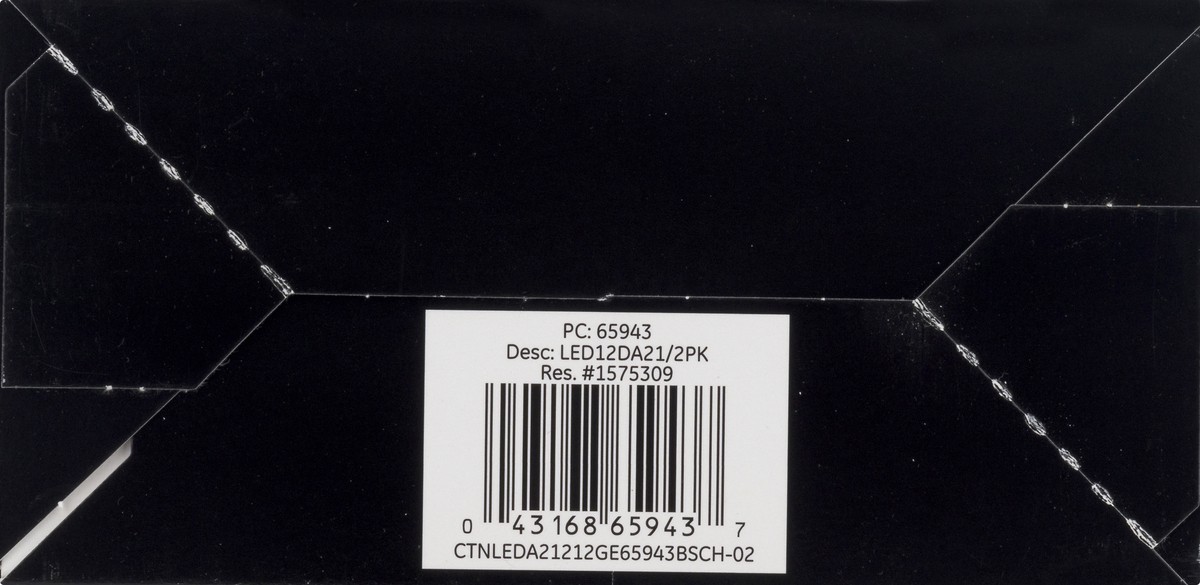 PC: 65943
Desc: LED12DA21/2PK
Res. #1575309
0 43168 65943 7
CTNLEDA21212GE65943BSCH-02